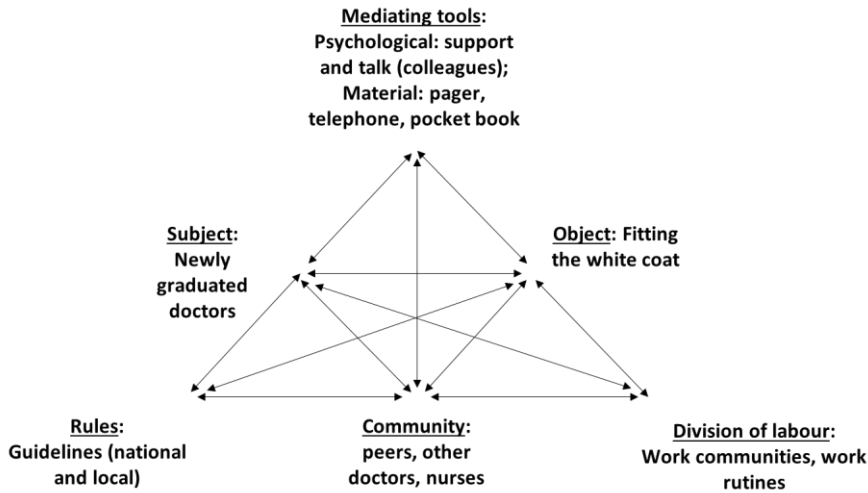 Mediating tools:
Psychological: support
and talk (colleagues);
Material: pager,
telephone, pocket book
Subject:
Newly
graduated
doctors
Object: Fitting
the white coat
Rules:
Guidelines (national
and local)
Community:
peers, other
doctors, nurses
Division of labour:
Work communities, work
rutines